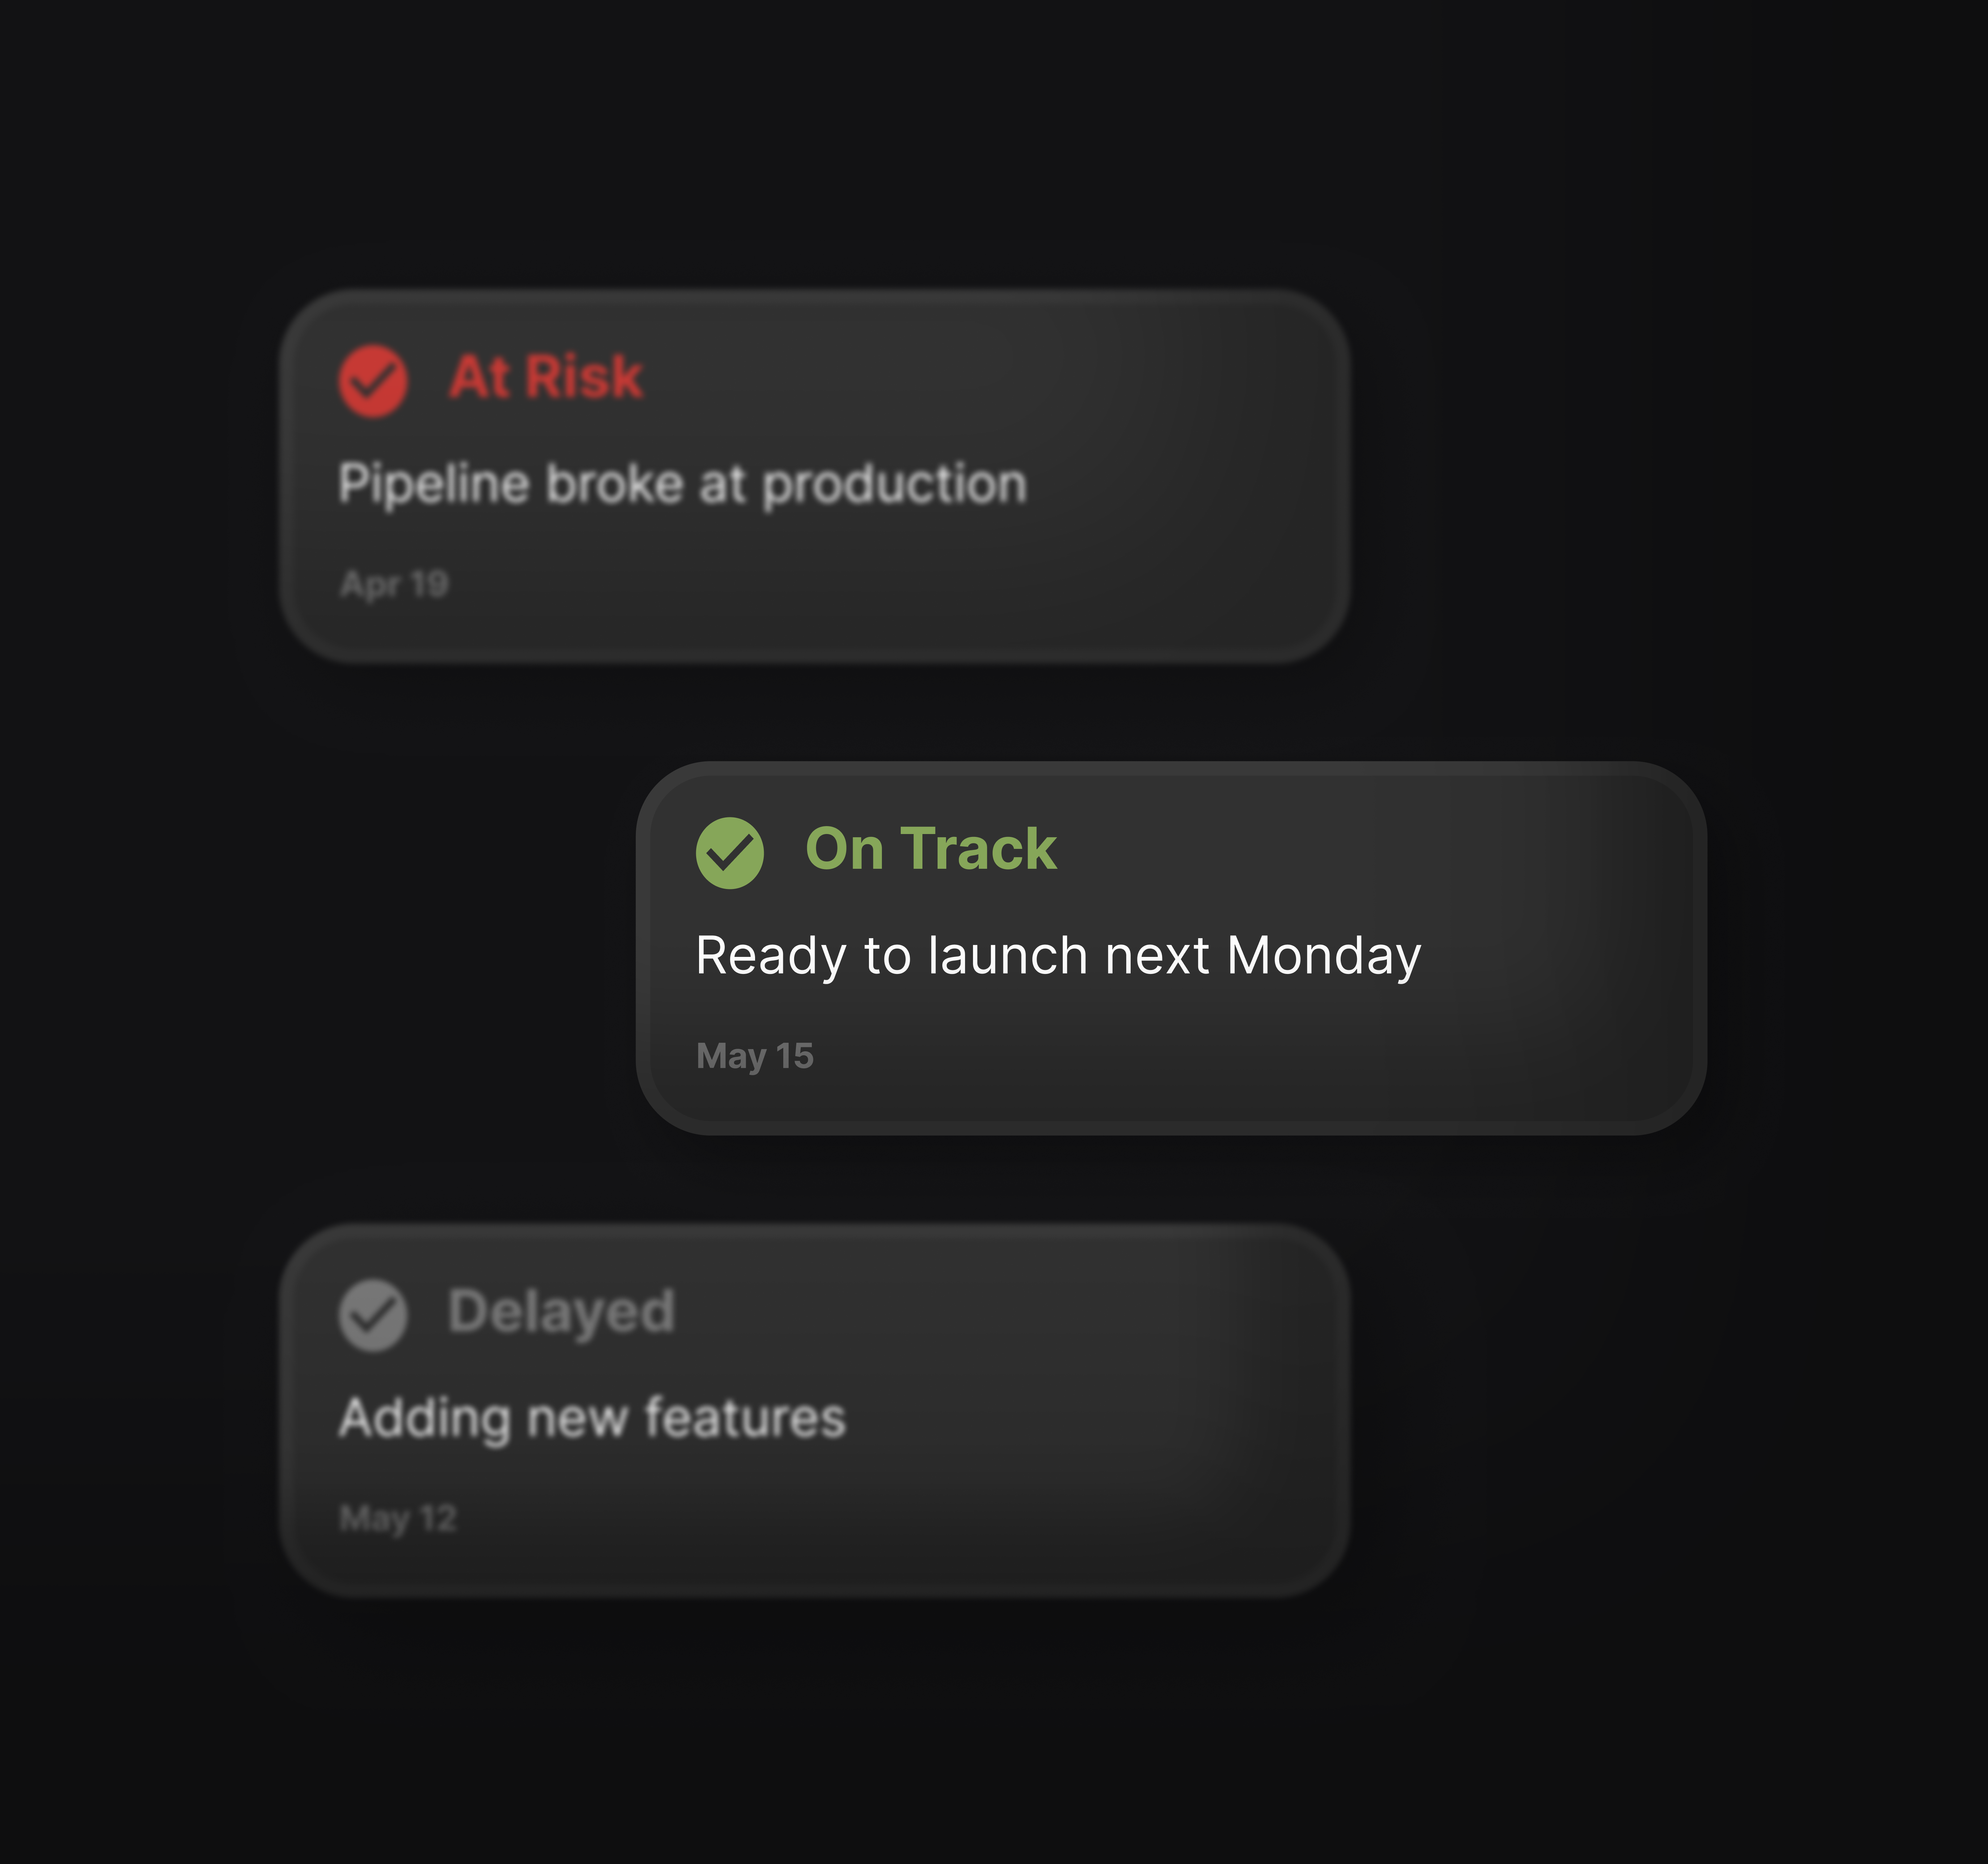 At Risk
Pipeline broke at production
Apr 19
On Track
Ready to launch next Monday
May 15
Delayed
Adding new features
May 12